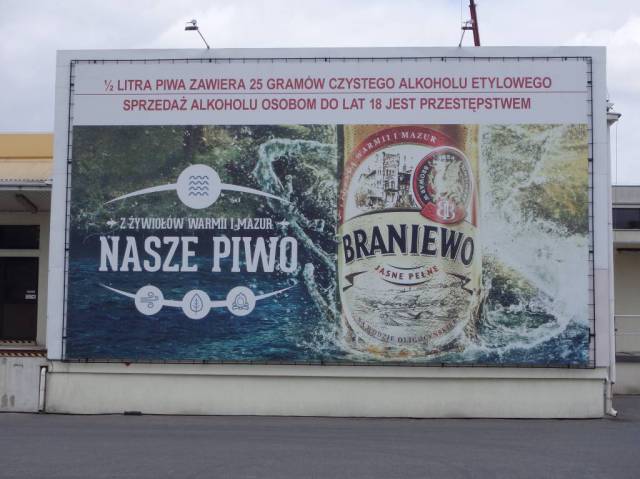 ½ LITRA PIWA ZAWIERA 25 GRAMÓW CZYSTEGO ALKOHOLU ETYLOWEGO
SPRZEDAŻ ALKOHOLU OSOBOM DO LAT 18 JEST PRZESTĘPSTWEM
Z ŻYWIOŁÓW WARMII I MAZUR
NASZE PIWO
WARMII I MAZUR
BRANIEWO
JASNE PEŁNE